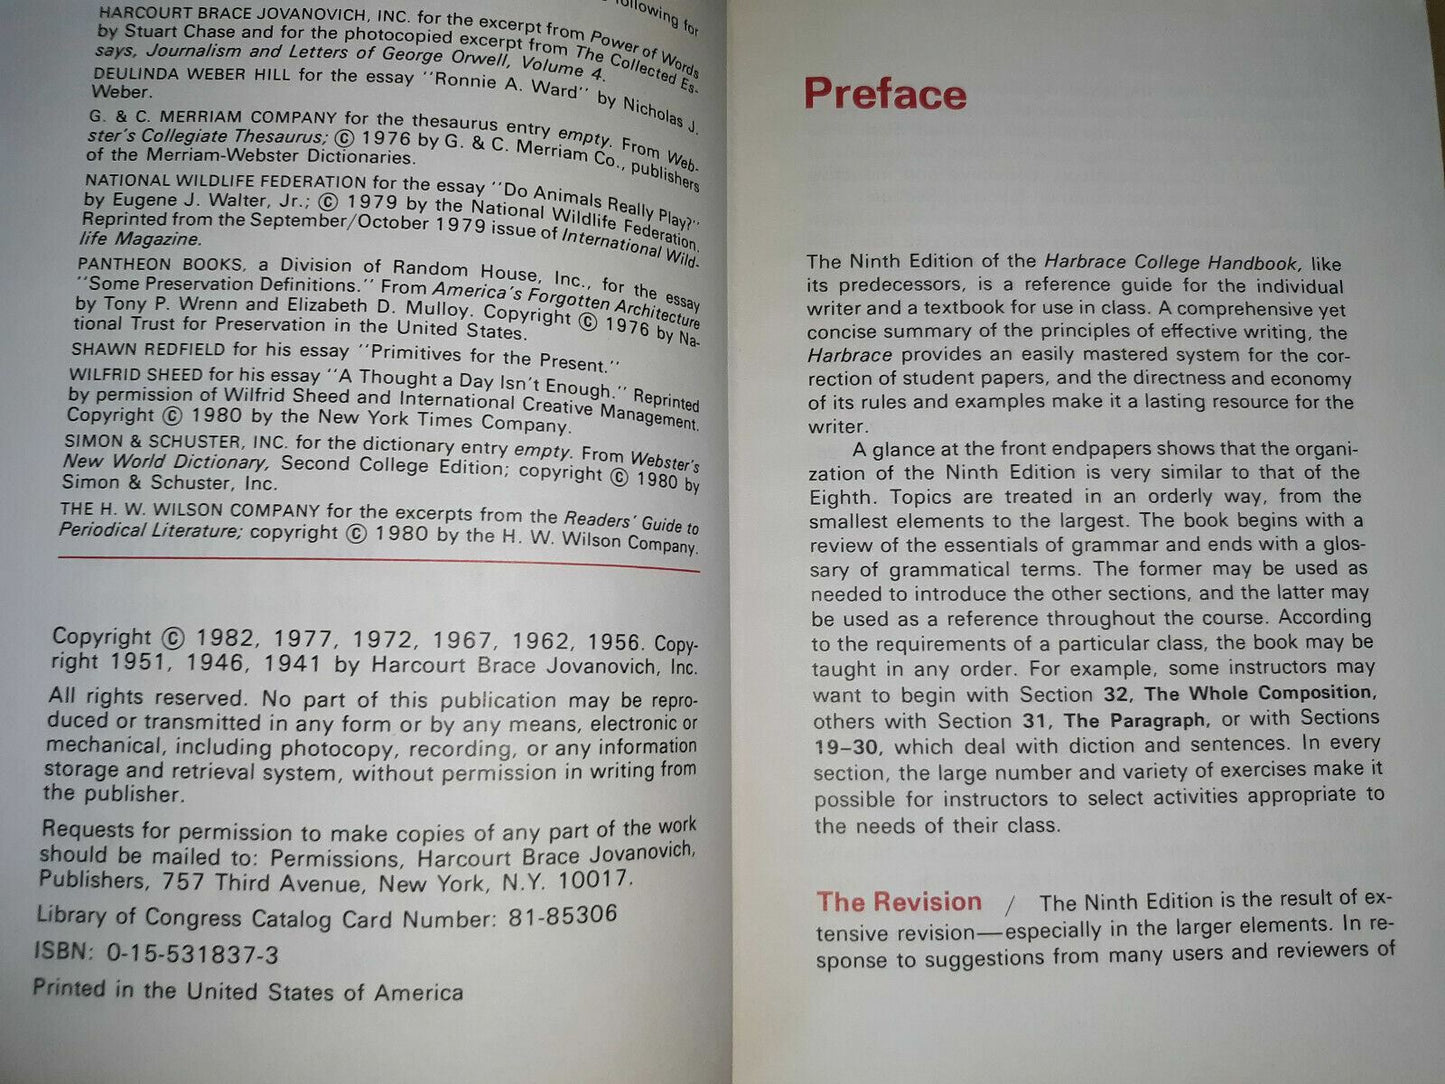 following for
HARCOURT BRACE JOVANOVICH, INC. for the excerpt from Power of Words
by Stuart Chase and for the photocopied excerpt from The Collected Es-
says, Journalism and Letters of George Orwell, Volume 4.
DEULINDA WEBER HILL for the essay ''Ronnie A. Ward'' by Nicholas J.
Weber.
G. & C. MERRIAM COMPANY for the thesaurus entry empty. From Web-
ster's Collegiate Thesaurus; © 1976 by G. & C. Merriam Co., publishers
of the Merriam-Webster Dictionaries.
NATIONAL WILDLIFE FEDERATION for the essay ''Do Animals Really Play?''
by Eugene J. Walter, Jr.; © 1979 by the National Wildlife Federation.
Reprinted from the September/October 1979 issue of International Wild-
life Magazine.
PANTHEON BOOKS, a Division of Random House, Inc., for the essay
''Some Preservation Definitions.'' From America's Forgotten Architecture
by Tony P. Wrenn and Elizabeth D. Mulloy. Copyright © 1976 by Na-
tional Trust for Preservation in the United States.
SHAWN REDFIELD for his essay ''Primitives for the Present.''
WILFRID SHEED for his essay ''A Thought a Day Isn't Enough.'' Reprinted
by permission of Wilfrid Sheed and International Creative Management.
Copyright © 1980 by the New York Times Company.
SIMON & SCHUSTER, INC. for the dictionary entry empty. From Webster's
New World Dictionary, Second College Edition; copyright © 1980 by
Simon & Schuster, Inc.
THE H. W. WILSON COMPANY for the excerpts from the Readers' Guide to
Periodical Literature; copyright © 1980 by the H. W. Wilson Company.
Copyright © 1982, 1977, 1972, 1967, 1962, 1956. Copy-
right 1951, 1946, 1941 by Harcourt Brace Jovanovich, Inc.
All rights reserved. No part of this publication may be repro-
duced or transmitted in any form or by any means, electronic or
mechanical, including photocopy, recording, or any information
storage and retrieval system, without permission in writing from
the publisher.
Requests for permission to make copies of any part of the work
should be mailed to: Permissions, Harcourt Brace Jovanovich,
Publishers, 757 Third Avenue, New York, N.Y. 10017.
Library of Congress Catalog Card Number: 81-85306
ISBN: 0-15-531837-3
Printed in the United States of America
Preface
The Ninth Edition of the Harbrace College Handbook, like
its predecessors, is a reference guide for the individual
writer and a textbook for use in class. A comprehensive yet
concise summary of the principles of effective writing, the
Harbrace provides an easily mastered system for the cor-
rection of student papers, and the directness and economy
of its rules and examples make it a lasting resource for the
writer.
A glance at the front endpapers shows that the organi-
zation of the Ninth Edition is very similar to that of the
Eighth. Topics are treated in an orderly way, from the
smallest elements to the largest. The book begins with a
review of the essentials of grammar and ends with a glos-
sary of grammatical terms. The former may be used as
needed to introduce the other sections, and the latter may
be used as a reference throughout the course. According
to the requirements of a particular class, the book may be
taught in any order. For example, some instructors may
want to begin with Section 32, The Whole Composition,
others with Section 31, The Paragraph, or with Sections
19–30, which deal with diction and sentences. In every
section, the large number and variety of exercises make it
possible for instructors to select activities appropriate to
the needs of their class.
The Revision / The Ninth Edition is the result of ex-
tensive revision—especially in the larger elements. In re-
sponse to suggestions from many users and reviewers of